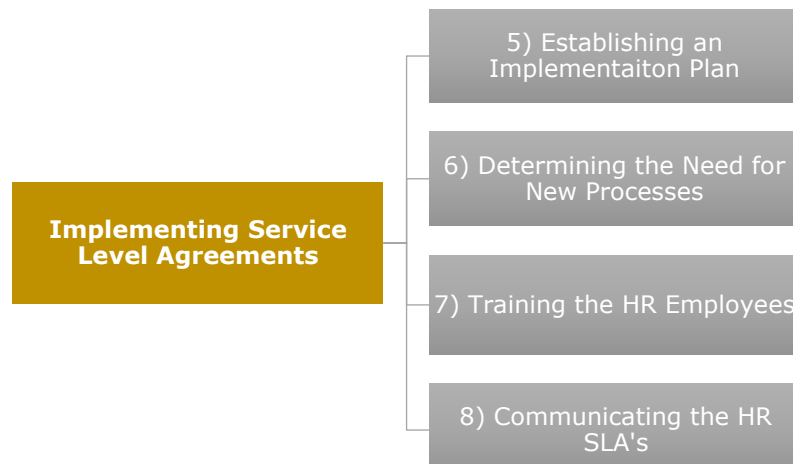 Implementing Service
Level Agreements
5) Establishing an
Implementaiton Plan
6) Determining the Need for
New Processes
7) Training the HR Employees
8) Communicating the HR
SLA's